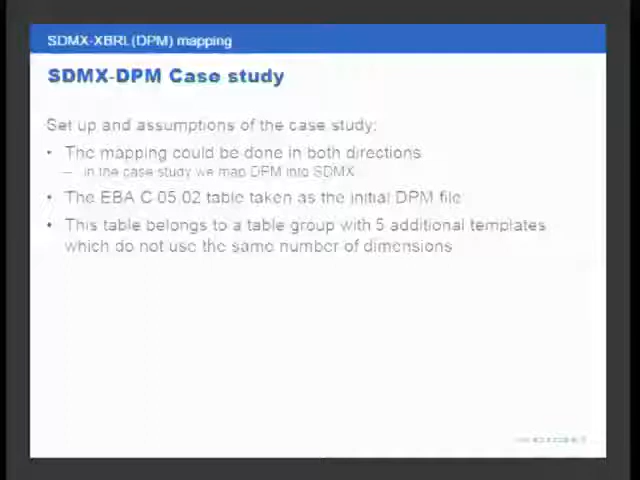 SDMX-XBRL(DPM) mapping
SDMX-DPM Case study
Set up and assumptions of the case study:
• The mapping could be done in both directions
– in the case study we map DPM into SDMX
• The EBA C 05.02 table taken as the initial DPM file
• This table belongs to a table group with 5 additional templates
which do not use the same number of dimensions